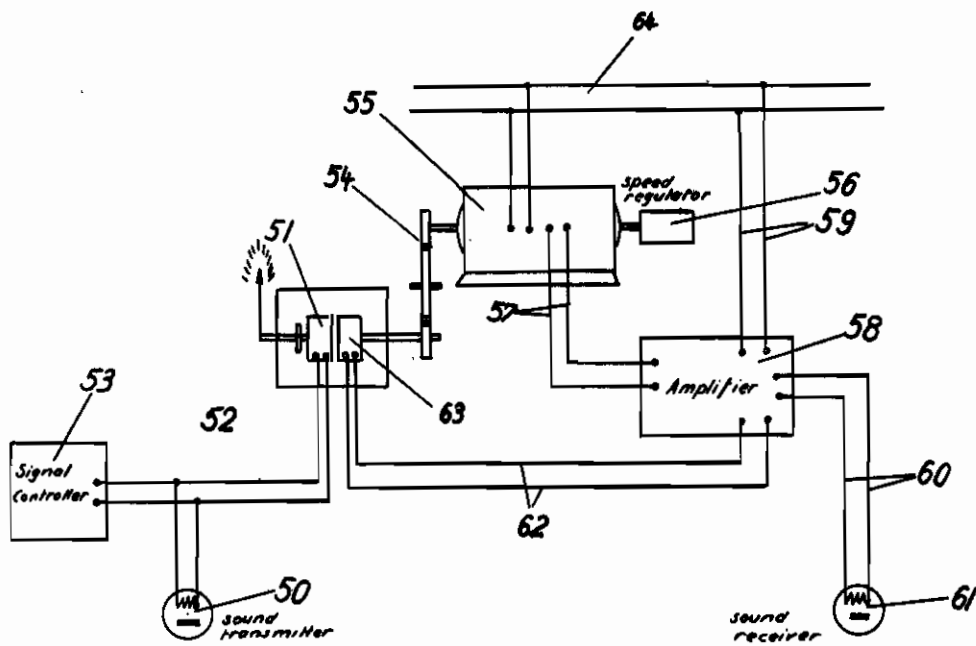 64
55
54
speed
regulator
56
59
51
57
58
Amplifier
53
52
63
Signal
Controller
60
62
50
sound
transmitter
sound
receiver
61